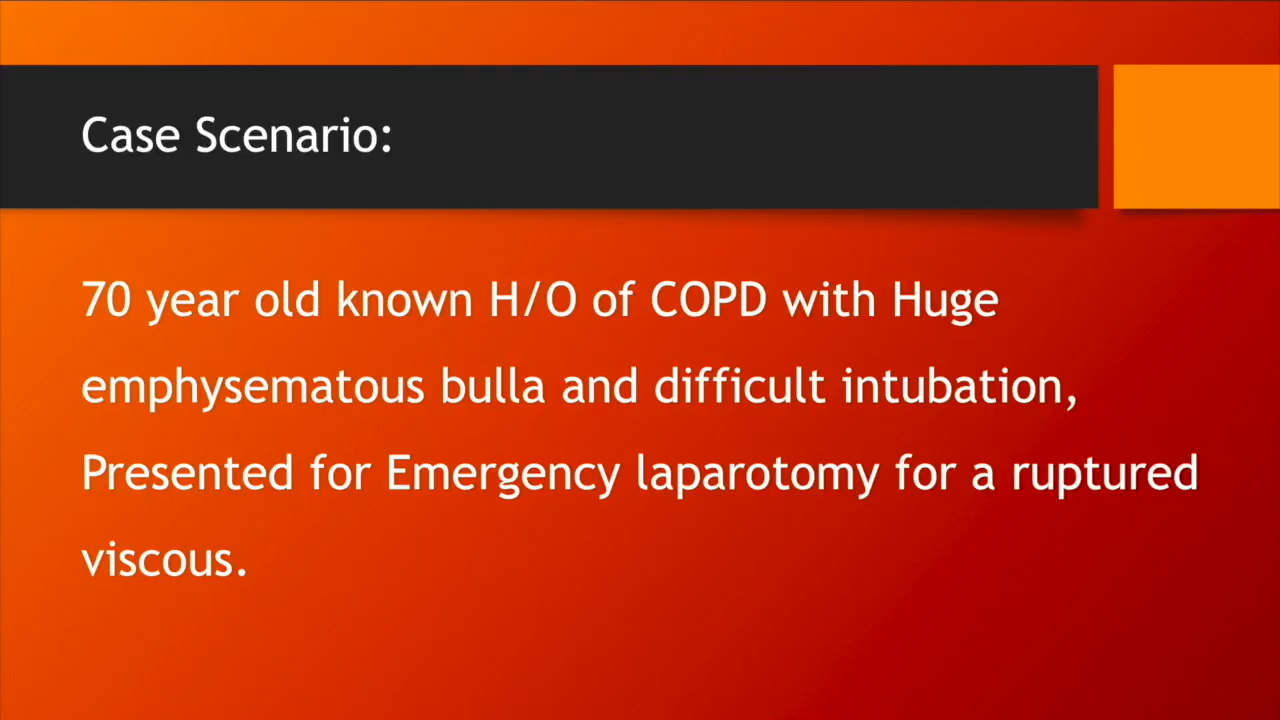 Case Scenario:
70 year old known H/O of COPD with Huge
emphysematous bulla and difficult intubation,
Presented for Emergency laparotomy for a ruptured
viscous.